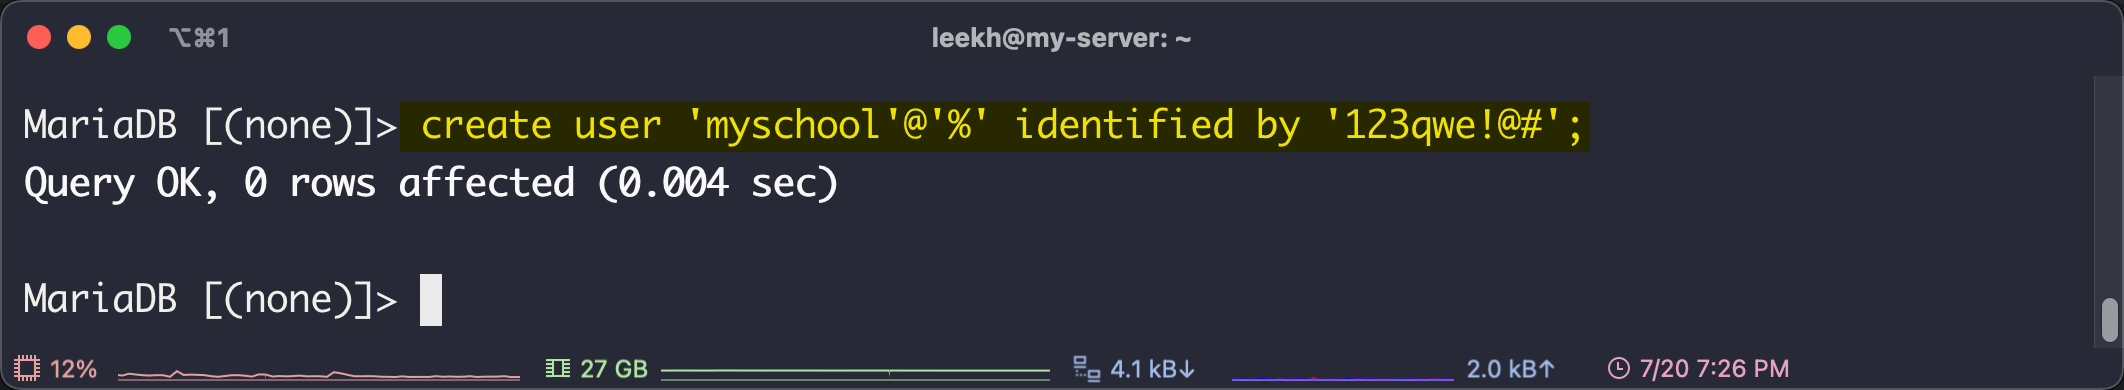 ⌥⌘1 leekh@my-server: ~
MariaDB [(none)]> create user 'myschool'@'%' identified by '123qwe!@#';
Query OK, 0 rows affected (0.004 sec)
MariaDB [(none)]>
12% 27 GB 4.1 kB↓ 2.0 kB↑ 7/20 7:26 PM